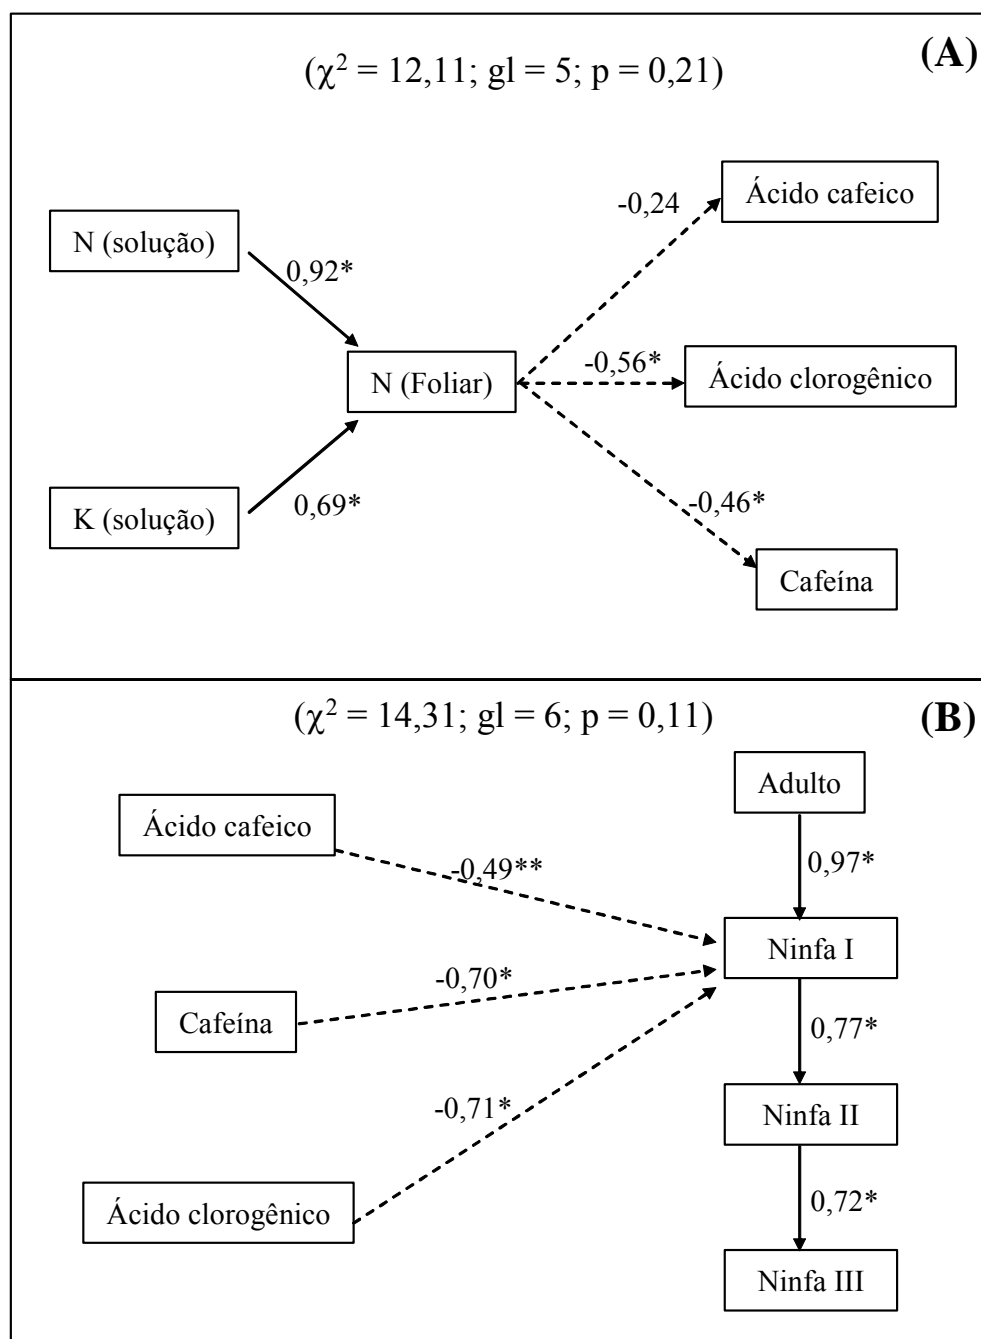 (A)
(χ² = 12,11; gl = 5; p = 0,21)
Ácido cafeico
-0,24
N (solução)
0,92*
N (Foliar)
-0,56*
Ácido clorogênico
K (solução)
0,69*
-0,46*
Cafeína
(B)
(χ² = 14,31; gl = 6; p = 0,11)
Adulto
Ácido cafeico
-0,49**
0,97*
Ninfa I
-0,70*
Cafeína
0,77*
-0,71*
Ninfa II
Ácido clorogênico
0,72*
Ninfa III